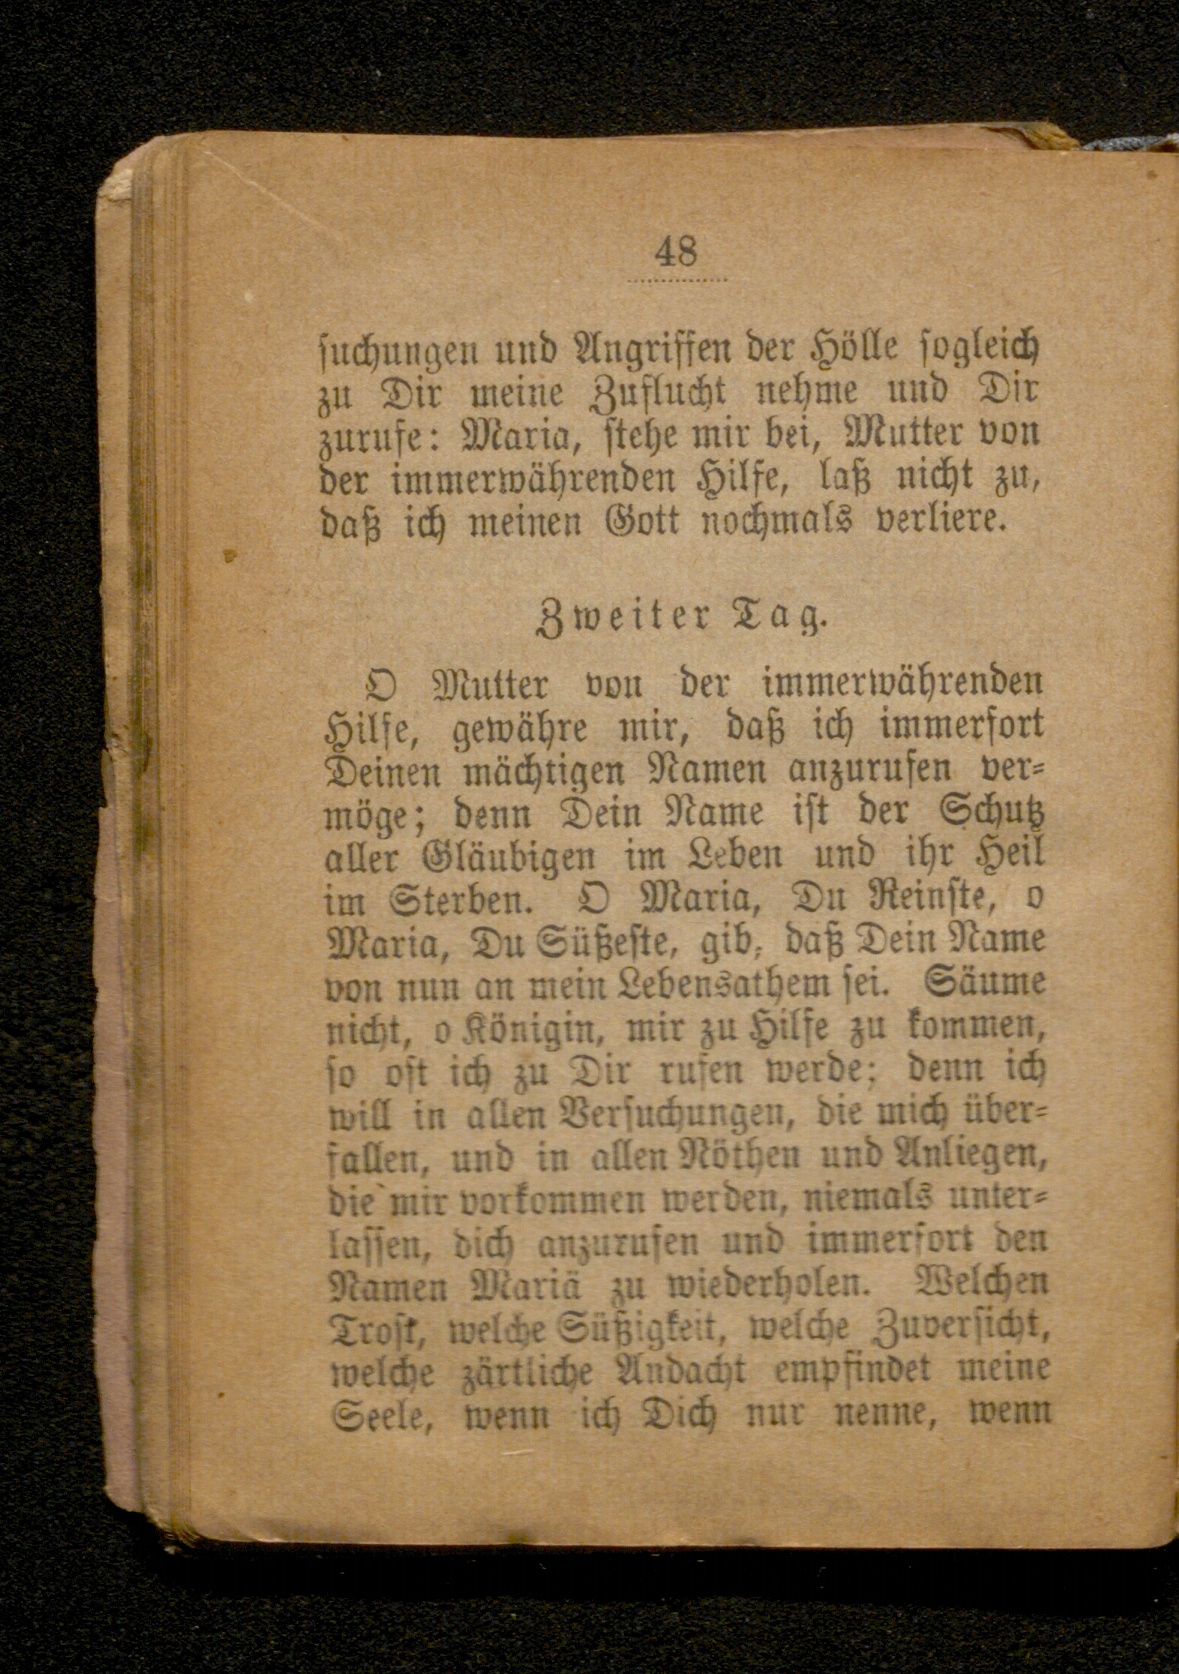 48
suchungen und Angriffen der Hölle sogleich
zu Dir meine Zuflucht nehme und Dir
zurufe: Maria, stehe mir bei, Mutter von
der immerwährenden Hilfe, laß nicht zu,
daß ich meinen Gott nochmals verliere.
Zweiter Tag.
O Mutter von der immerwährenden
Hilfe, gewähre mir, daß ich immerfort
Deinen mächtigen Namen anzurufen ver-
möge; denn Dein Name ist der Schutz
aller Gläubigen im Leben und ihr Heil
im Sterben. O Maria, Du Reinste, o
Maria, Du Süßeste, gib, daß Dein Name
von nun an mein Lebensathem sei. Säume
nicht, o Königin, mir zu Hilfe zu kommen,
so oft ich zu Dir rufen werde; denn ich
will in allen Versuchungen, die mich über-
fallen, und in allen Nöthen und Anliegen,
die mir vorkommen werden, niemals unter-
lassen, dich anzurufen und immerfort den
Namen Mariä zu wiederholen. Welchen
Trost, welche Süßigkeit, welche Zuversicht,
welche zärtliche Andacht empfindet meine
Seele, wenn ich Dich nur nenne, wenn